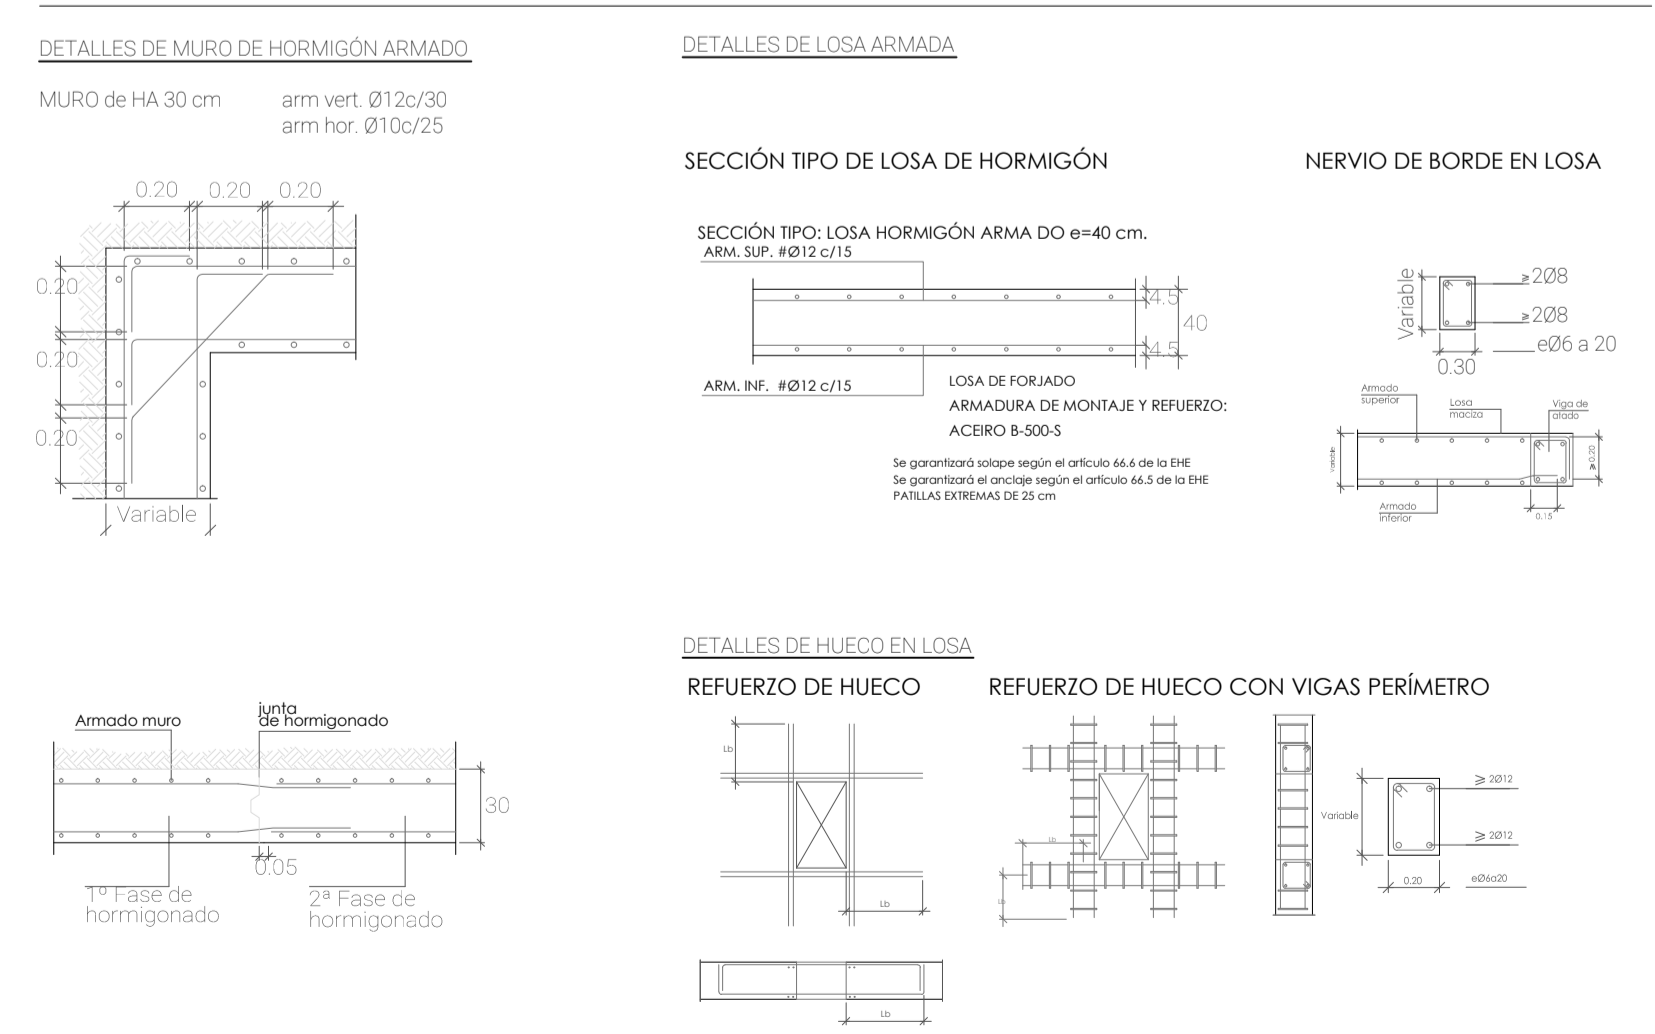 DETALLES DE MURO DE HORMIGÓN ARMADO
MURO de HA 30 cm
arm vert. Ø12c/30
arm hor. Ø10c/25
0.20
0.20
0.20
0.20
0.20
0.20
Variable
Armado muro
junta
de hormigonado
30
0.05
1º Fase de
hormigonado
2ª Fase de
hormigonado
DETALLES DE LOSA ARMADA
SECCIÓN TIPO DE LOSA DE HORMIGÓN
SECCIÓN TIPO: LOSA HORMIGÓN ARMA DO e=40 cm.
ARM. SUP. #Ø12 c/15
4.5
40
4.5
ARM. INF. #Ø12 c/15
LOSA DE FORJADO
ARMADURA DE MONTAJE Y REFUERZO:
ACEIRO B-500-S
Se garantizará solape según el artículo 66.6 de la EHE
Se garantizará el anclaje según el artículo 66.5 de la EHE
PATILLAS EXTREMAS DE 25 cm
NERVIO DE BORDE EN LOSA
Variable
≥2Ø8
≥2Ø8
eØ6 a 20
0.30
Armado
superior
Losa
maciza
Viga de
atado
Variable
≥0.20
Armado
inferior
0.15
DETALLES DE HUECO EN LOSA
REFUERZO DE HUECO
Lb
Lb
Lb
REFUERZO DE HUECO CON VIGAS PERÍMETRO
Lb
Lb
Variable
≥ 2Ø12
≥ 2Ø12
0.20
eØ6a20